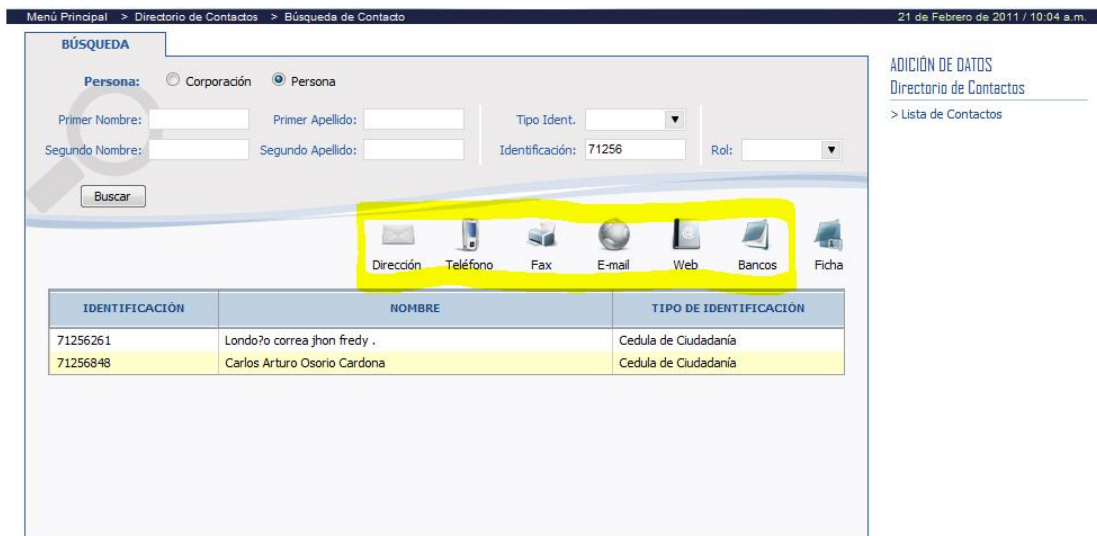 Menú Principal > Directorio de Contactos > Búsqueda de Contacto 21 de Febrero de 2011 / 10:04 a.m.
BÚSQUEDA
Persona: Corporación Persona
Primer Nombre: Primer Apellido: Tipo Ident.
Segundo Nombre: Segundo Apellido: Identificación: 71256 Rol:
Buscar
Dirección Teléfono Fax E-mail Web Bancos Ficha
IDENTIFICACIÓN NOMBRE TIPO DE IDENTIFICACIÓN
71256261 Londo?o correa jhon fredy . Cedula de Ciudadanía
71256848 Carlos Arturo Osorio Cardona Cedula de Ciudadanía
ADICIÓN DE DATOS
Directorio de Contactos
> Lista de Contactos